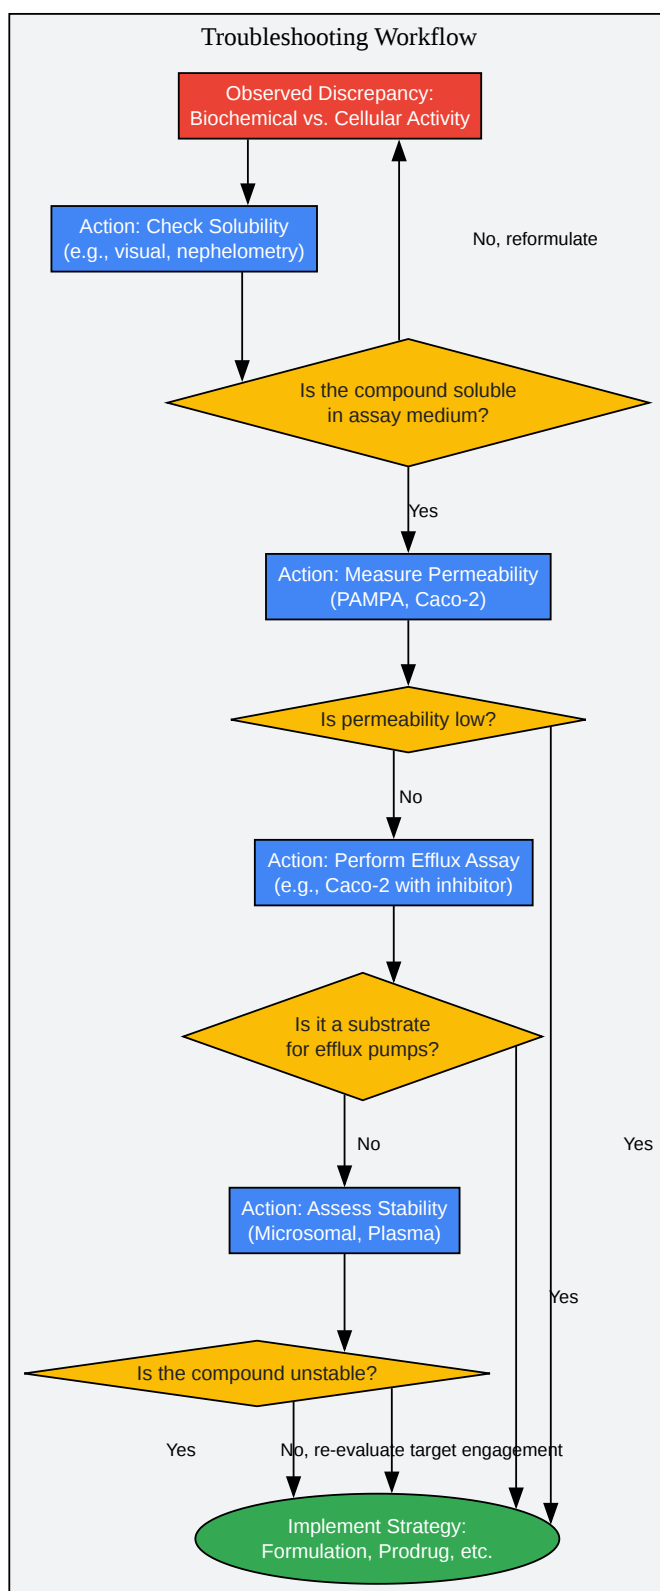 Troubleshooting Workflow
Observed Discrepancy:
Biochemical vs. Cellular Activity
Action: Check Solubility
(e.g., visual, nephelometry)
No, reformulate
Is the compound soluble
in assay medium?
Yes
Action: Measure Permeability
(PAMPA, Caco-2)
Is permeability low?
No
Action: Perform Efflux Assay
(e.g., Caco-2 with inhibitor)
Is it a substrate
for efflux pumps?
No
Yes
Action: Assess Stability
(Microsomal, Plasma)
Yes
Is the compound unstable?
Yes
No, re-evaluate target engagement
Implement Strategy:
Formulation, Prodrug, etc.